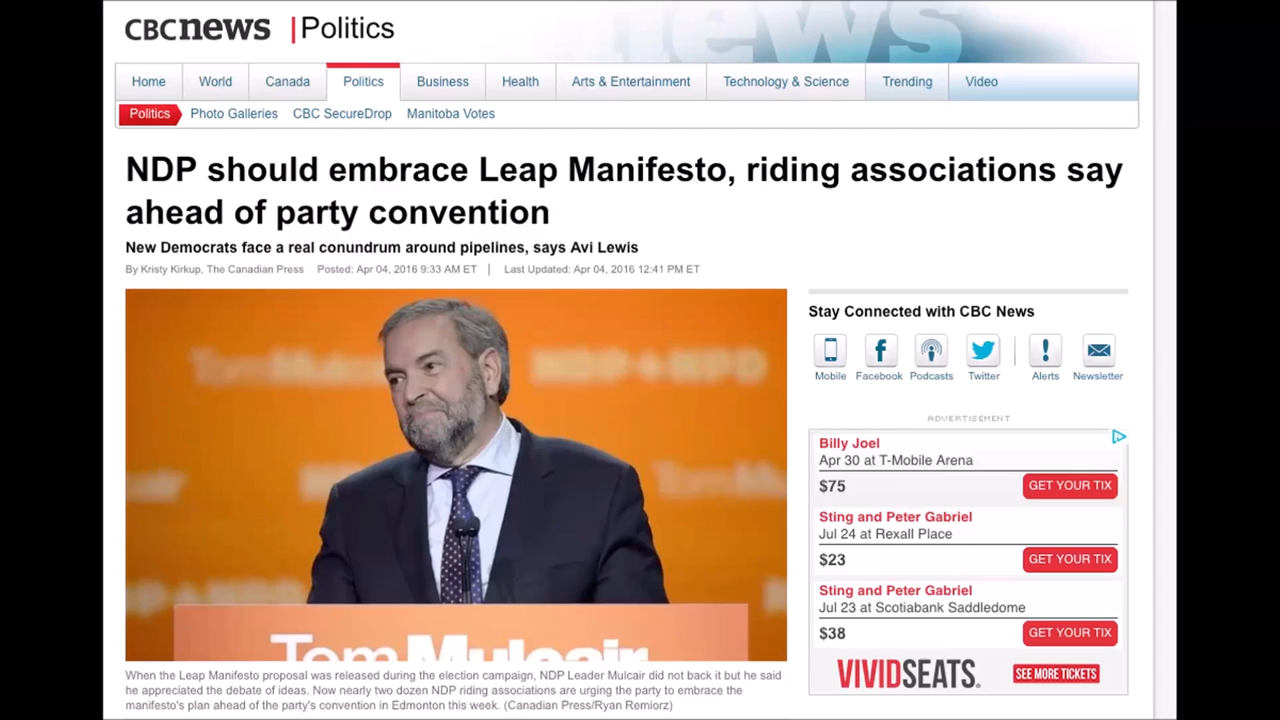 CBCnews | Politics
news
Home World Canada Politics Business Health Arts & Entertainment Technology & Science Trending Video
Politics Photo Galleries CBC SecureDrop Manitoba Votes
NDP should embrace Leap Manifesto, riding associations say
ahead of party convention
New Democrats face a real conundrum around pipelines, says Avi Lewis
By Kristy Kirkup, The Canadian Press Posted: Apr 04, 2016 9:33 AM ET | Last Updated: Apr 04, 2016 12:41 PM ET
Tom Mulcair NDP+NPD
Tom Mulcair
When the Leap Manifesto proposal was released during the election campaign, NDP Leader Mulcair did not back it but he said
he appreciated the debate of ideas. Now nearly two dozen NDP riding associations are urging the party to embrace the
manifesto's plan ahead of the party's convention in Edmonton this week. (Canadian Press/Ryan Remiorz)
Stay Connected with CBC News
Mobile Facebook Podcasts Twitter Alerts Newsletter
ADVERTISEMENT
Billy Joel
Apr 30 at T-Mobile Arena
$75 GET YOUR TIX
Sting and Peter Gabriel
Jul 24 at Rexall Place
$23 GET YOUR TIX
Sting and Peter Gabriel
Jul 23 at Scotiabank Saddledome
$38 GET YOUR TIX
VIVIDSEATS. SEE MORE TICKETS